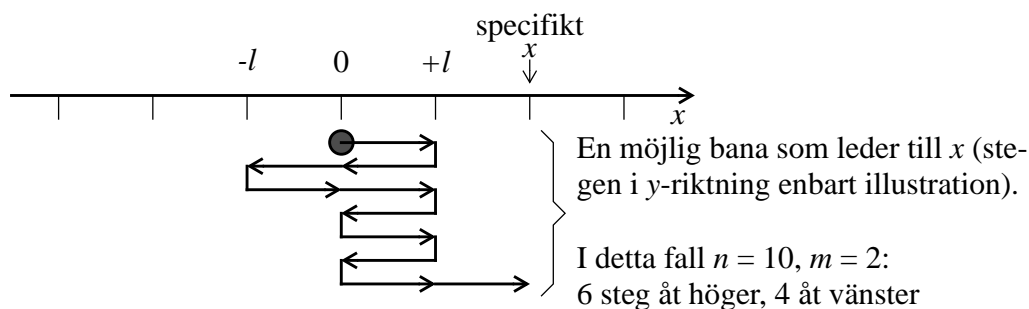 specifikt
x
-l 0 +l
x
En möjlig bana som leder till x (ste-
gen i y-riktning enbart illustration).
I detta fall n = 10, m = 2:
6 steg åt höger, 4 åt vänster